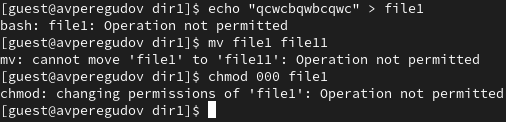 [guest@avperegudov dir1]$ echo "qcwcbqwbcqwc" > file1
bash: file1: Operation not permitted
[guest@avperegudov dir1]$ mv file1 file11
mv: cannot move 'file1' to 'file11': Operation not permitted
[guest@avperegudov dir1]$ chmod 000 file1
chmod: changing permissions of 'file1': Operation not permitted
[guest@avperegudov dir1]$